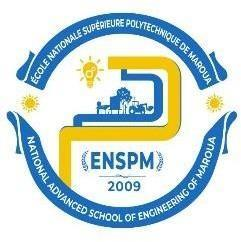 ÉCOLE NATIONALE SUPÉRIEURE POLYTECHNIQUE DE MAROUA
ENSPM
2009
NATIONAL ADVANCED SCHOOL OF ENGINEERING OF MAROUA